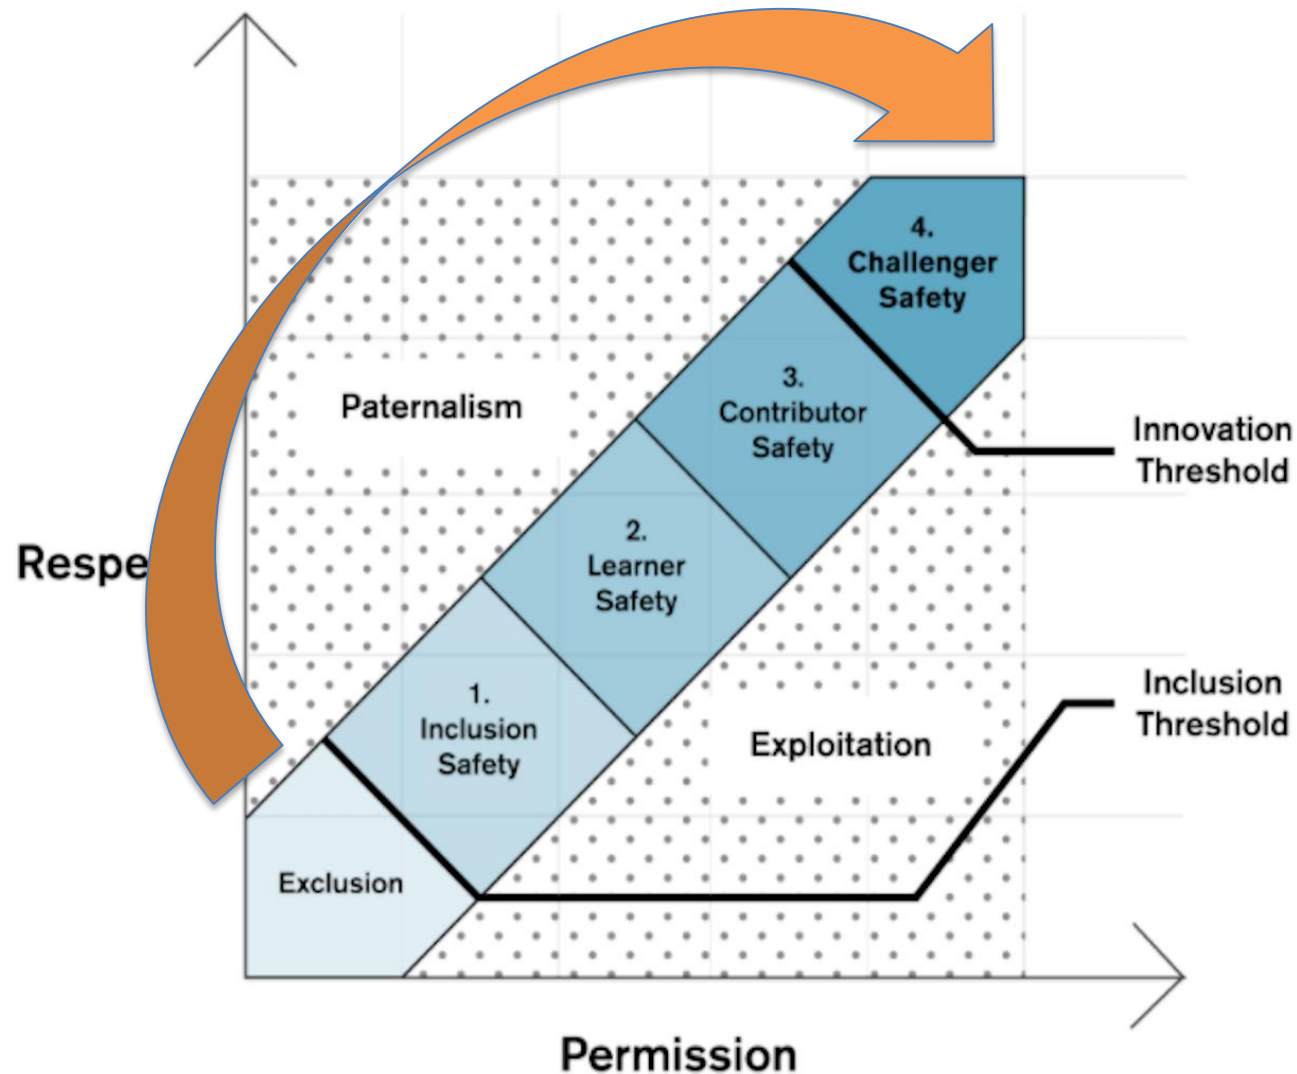 4.
Challenger
Safety
3.
Contributor
Safety
Paternalism
Innovation
Threshold
2.
Learner
Safety
Respe
1.
Inclusion
Safety
Inclusion
Threshold
Exploitation
Exclusion
Permission